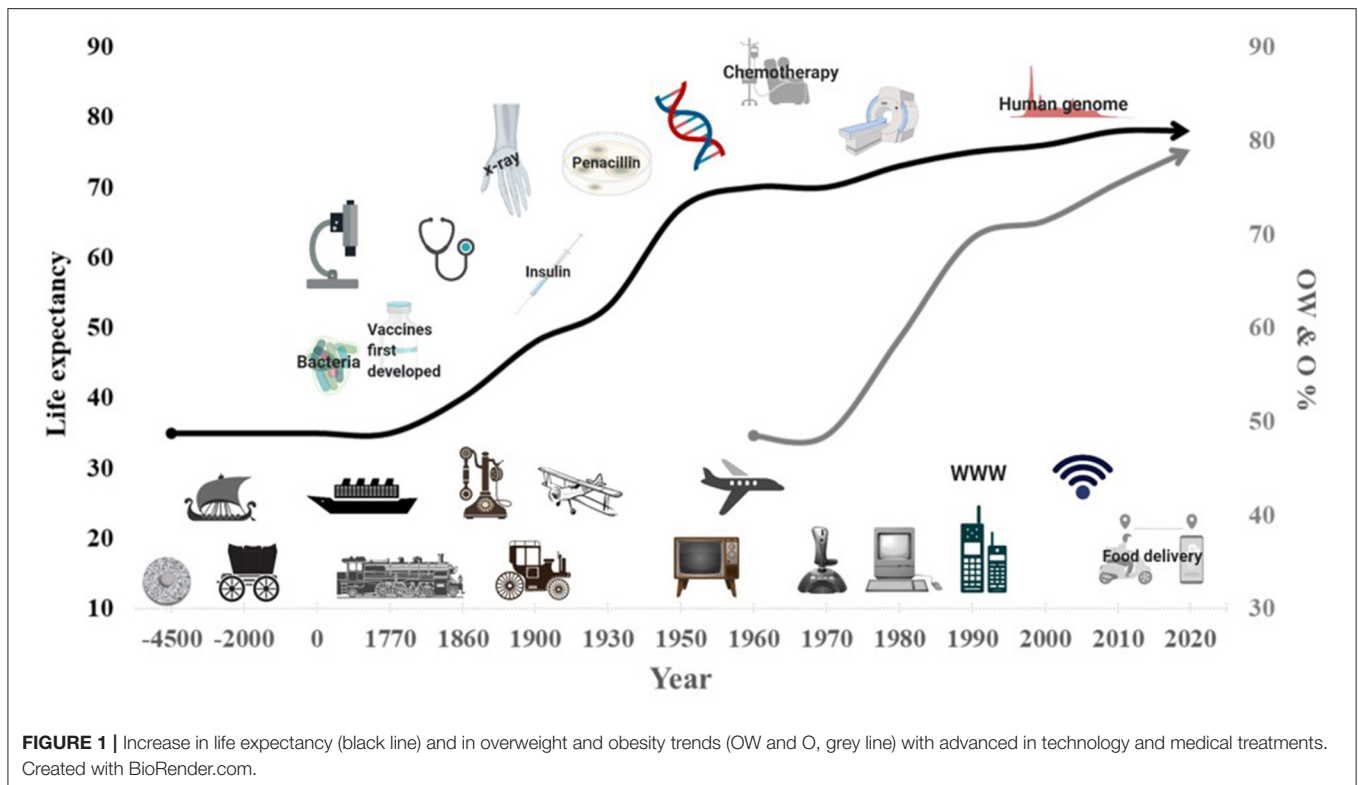 90
80
70
60
50
40
30
20
10
Life expectancy
Chemotherapy
Human genome
x-ray
Penacillin
Insulin
Vaccines
first
developed
Bacteria
WWW
Food delivery
90
80
70
60
50
40
30
OW & O %
-4500 -2000 0 1770 1860 1900 1930 1950 1960 1970 1980 1990 2000 2010 2020
Year
FIGURE 1 | Increase in life expectancy (black line) and in overweight and obesity trends (OW and O, grey line) with advanced in technology and medical treatments.
Created with BioRender.com.